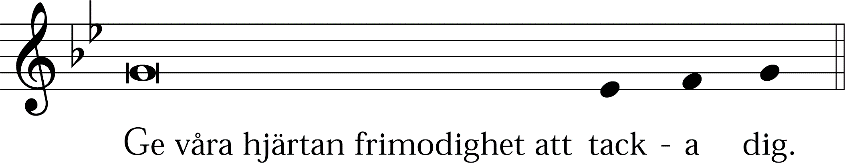 Ge våra hjärtan frimodighet att tack - a dig.